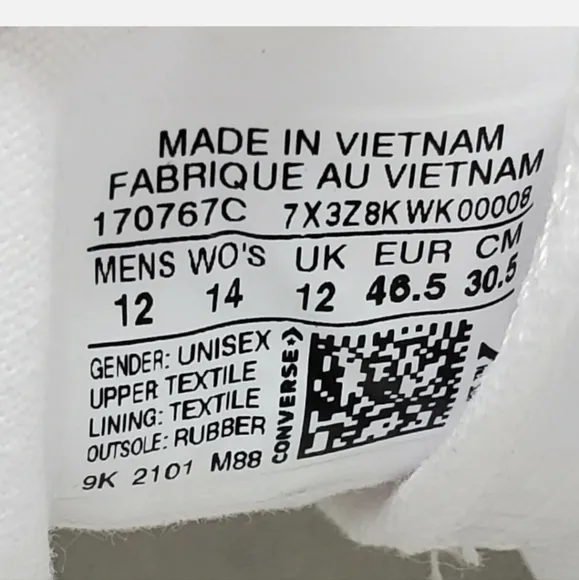 MADE IN VIETNAM
FABRIQUE AU VIETNAM
170767C 7X3Z8K WK00008
MENS WO'S UK EUR CM
12 14 12 46.5 30.5
GENDER: UNISEX
UPPER TEXTILE
LINING: TEXTILE
OUTSOLE: RUBBER
9K 2101 M88
CONVERSE